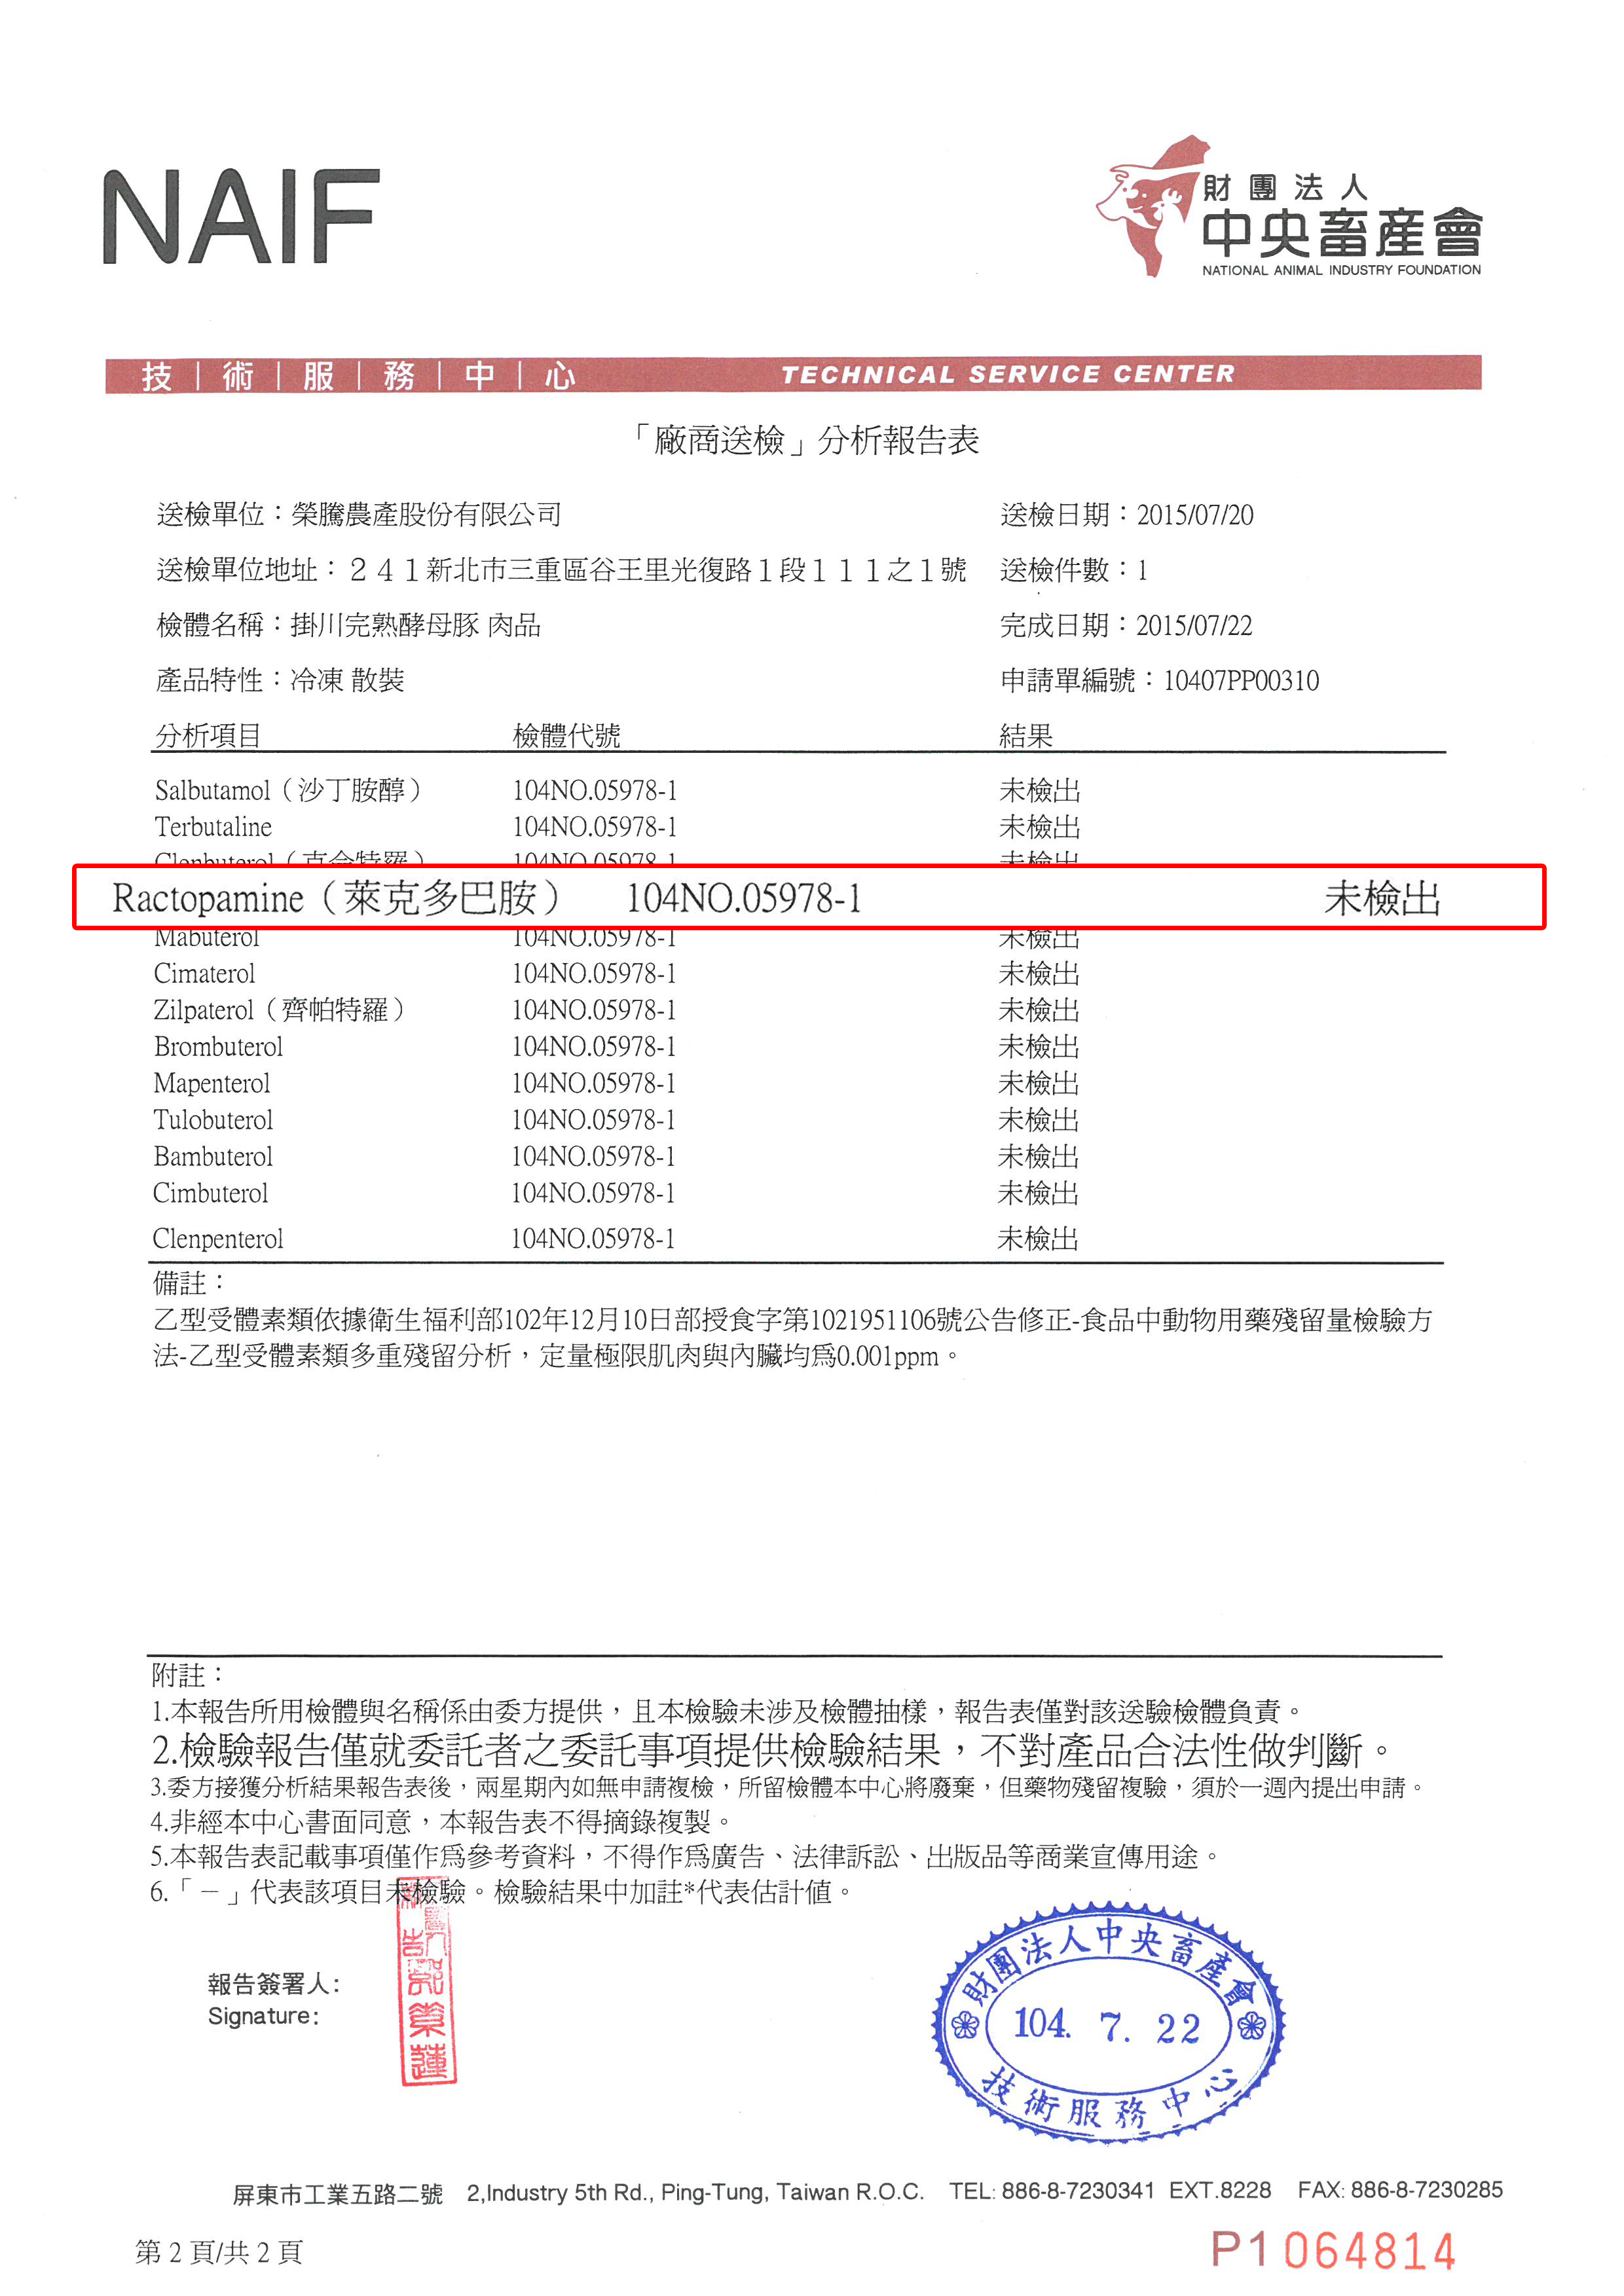 NAIF
財團法人
中央畜產會
NATIONAL ANIMAL INDUSTRY FOUNDATION
技|術|服|務|中|心 TECHNICAL SERVICE CENTER
「廠商送檢」分析報告表
送檢單位：榮騰農產股份有限公司 送檢日期：2015/07/20
送檢單位地址：２４１新北市三重區谷王里光復路１段１１１之１號 送檢件數：1
檢體名稱：掛川完熟酵母豚 肉品 完成日期：2015/07/22
產品特性：冷凍 散裝 申請單編號：10407PP00310
分析項目 檢體代號 結果
Salbutamol（沙丁胺醇） 104NO.05978-1 未檢出
Terbutaline 104NO.05978-1 未檢出
Clenbuterol（克侖特羅） 104NO.05978-1 未檢出
Ractopamine（萊克多巴胺） 104NO.05978-1 未檢出
Mabuterol 104NO.05978-1 未檢出
Cimaterol 104NO.05978-1 未檢出
Zilpaterol（齊帕特羅） 104NO.05978-1 未檢出
Brombuterol 104NO.05978-1 未檢出
Mapenterol 104NO.05978-1 未檢出
Tulobuterol 104NO.05978-1 未檢出
Bambuterol 104NO.05978-1 未檢出
Cimbuterol 104NO.05978-1 未檢出
Clenpenterol 104NO.05978-1 未檢出
備註：
乙型受體素類依據衛生福利部102年12月10日部授食字第1021951106號公告修正-食品中動物用藥殘留量檢驗方
法-乙型受體素類多重殘留分析，定量極限肌肉與內臟均為0.001ppm。
附註：
1.本報告所用檢體與名稱係由委方提供，且本檢驗未涉及檢體抽樣，報告表僅對該送驗檢體負責。
2.檢驗報告僅就委託者之委託事項提供檢驗結果，不對產品合法性做判斷。
3.委方接獲分析結果報告表後，兩星期內如無申請複檢，所留檢體本中心將廢棄，但藥物殘留複驗，須於一週內提出申請。
4.非經本中心書面同意，本報告表不得摘錄複製。
5.本報告表記載事項僅作為參考資料，不得作為廣告、法律訴訟、出版品等商業宣傳用途。
6.「－」代表該項目未檢驗。檢驗結果中加註*代表估計值。
報告簽署人:
Signature:
財團法人中央畜產會
104. 7. 22
技術服務中心
屏東市工業五路二號 2,Industry 5th Rd., Ping-Tung, Taiwan R.O.C. TEL: 886-8-7230341 EXT.8228 FAX: 886-8-7230285
第 2 頁/共 2 頁 P1 064814